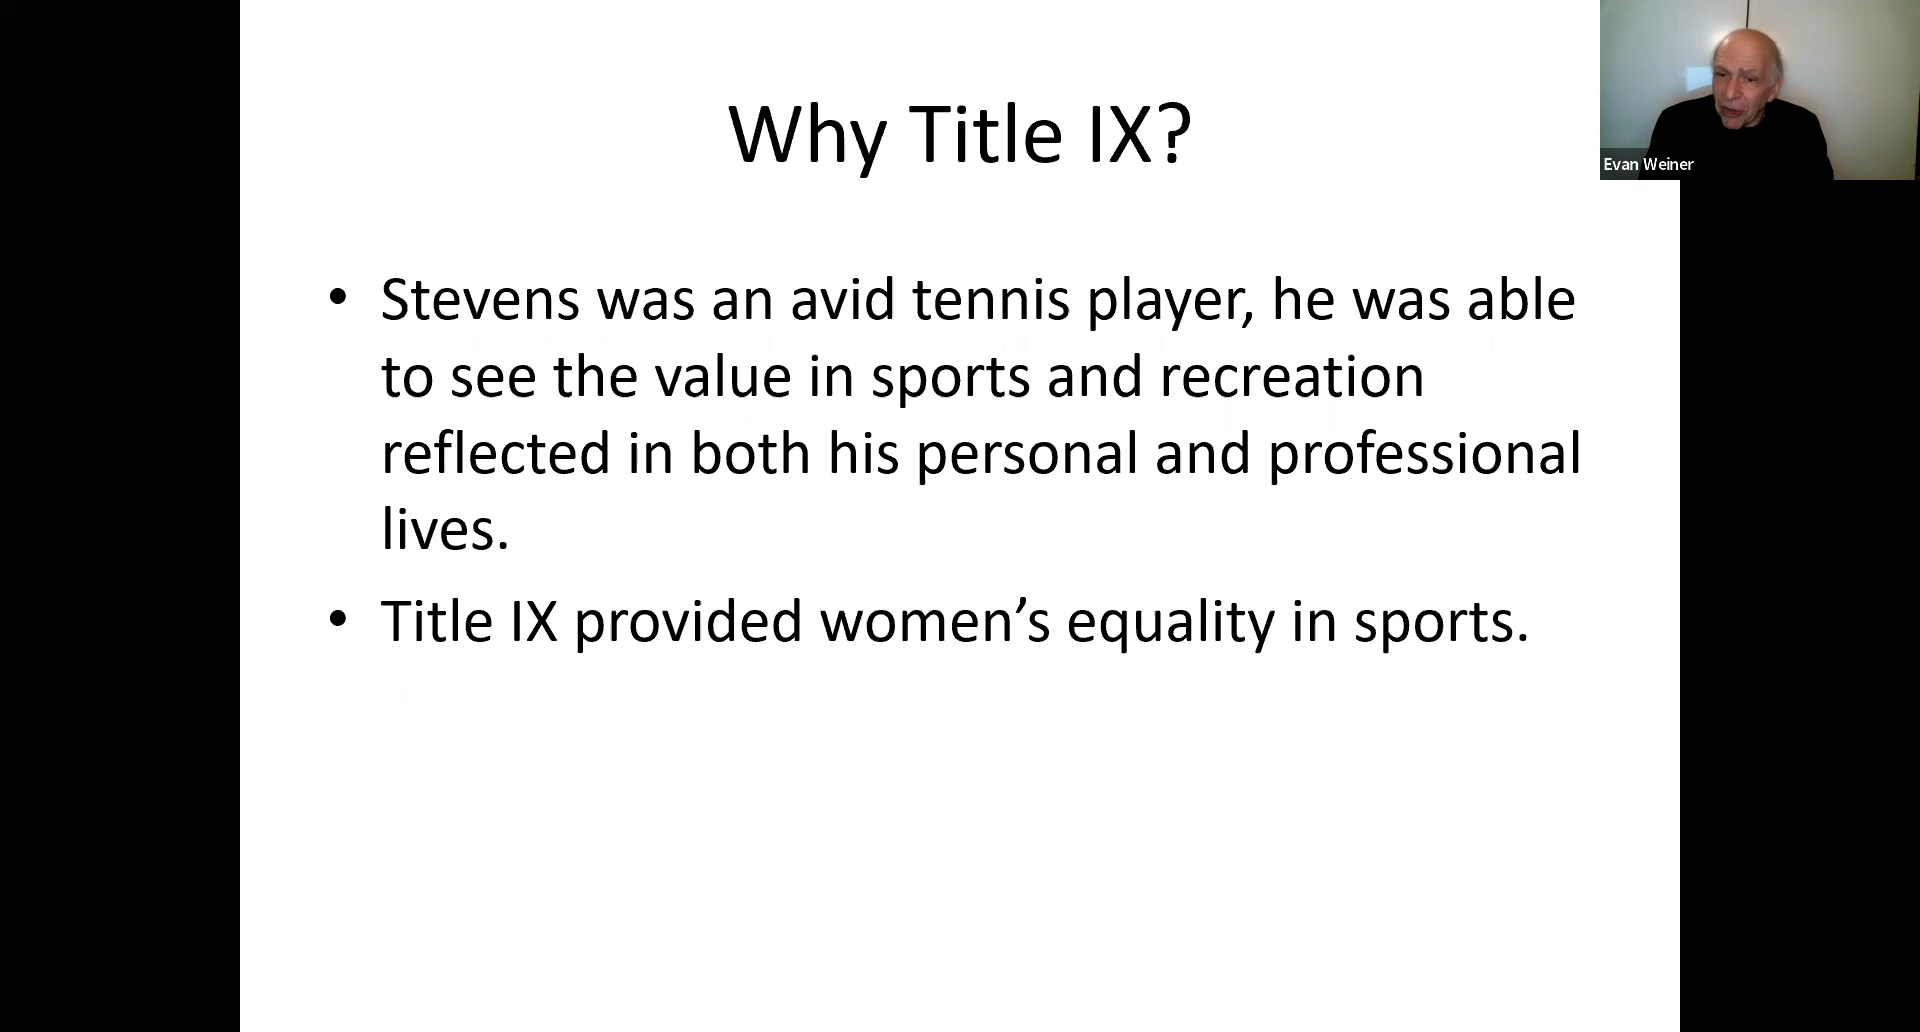 Why Title IX?
Evan Weiner
• Stevens was an avid tennis player, he was able
to see the value in sports and recreation
reflected in both his personal and professional
lives.
• Title IX provided women’s equality in sports.